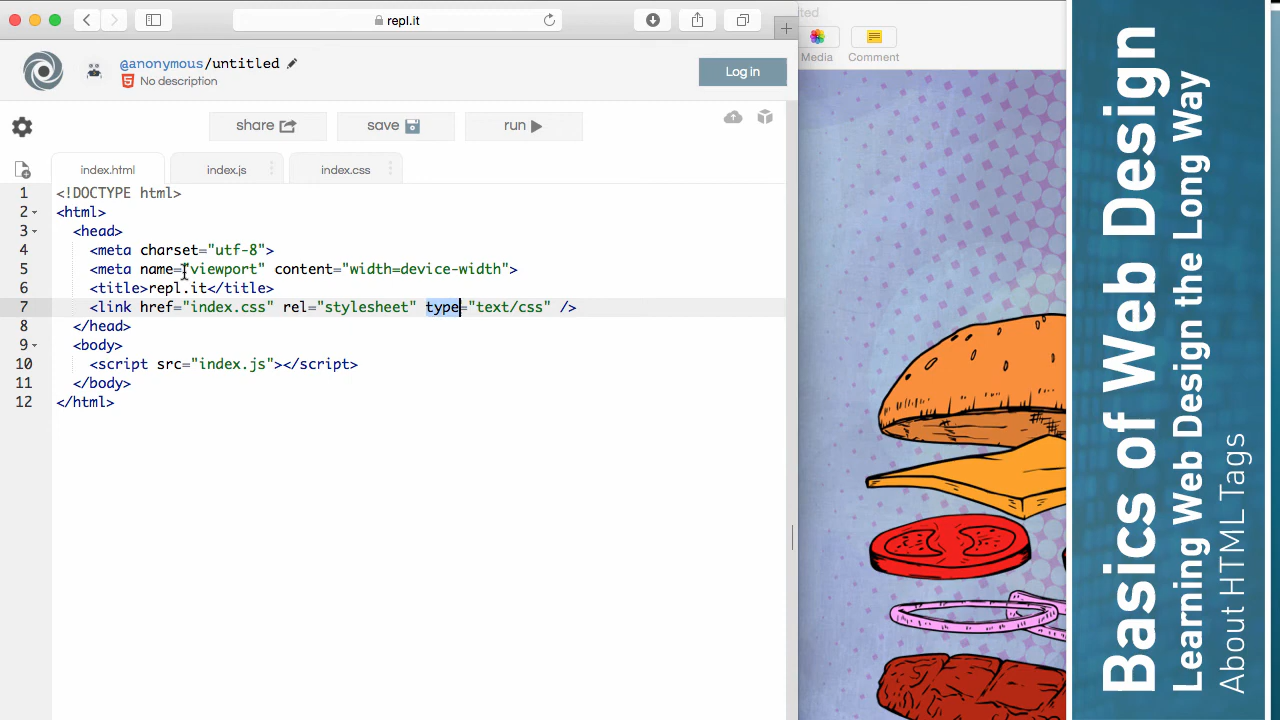 repl.it
@anonymous/untitled
No description
Log in
share
save
run
index.html
index.js
index.css
1 <!DOCTYPE html>
2 <html>
3 <head>
4 <meta charset="utf-8">
5 <meta name="viewport" content="width=device-width">
6 <title>repl.it</title>
7 <link href="index.css" rel="stylesheet" type="text/css" />
8 </head>
9 <body>
10 <script src="index.js"></script>
11 </body>
12 </html>
Media
Comment
Basics of Web Design
Learning Web Design the Long Way
About HTML Tags